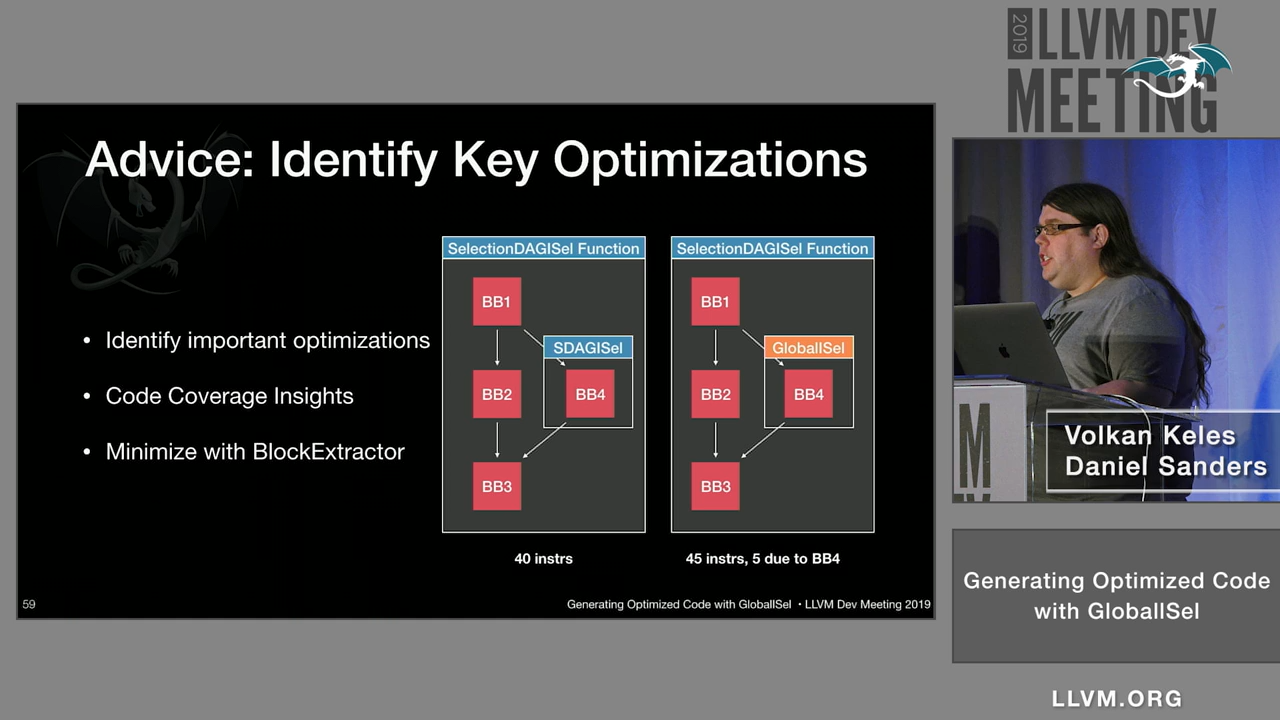 2019 LLVM DEV
MEETING
Advice: Identify Key Optimizations
• Identify important optimizations
• Code Coverage Insights
• Minimize with BlockExtractor
SelectionDAGISel Function
BB1
SDAGISel
BB2
BB4
BB3
40 instrs
SelectionDAGISel Function
BB1
GlobalISel
BB2
BB4
BB3
45 instrs, 5 due to BB4
59
Generating Optimized Code with GlobalISel • LLVM Dev Meeting 2019
M
Volkan Keles
Daniel Sanders
Generating Optimized Code
with GlobalISel
LLVM.ORG